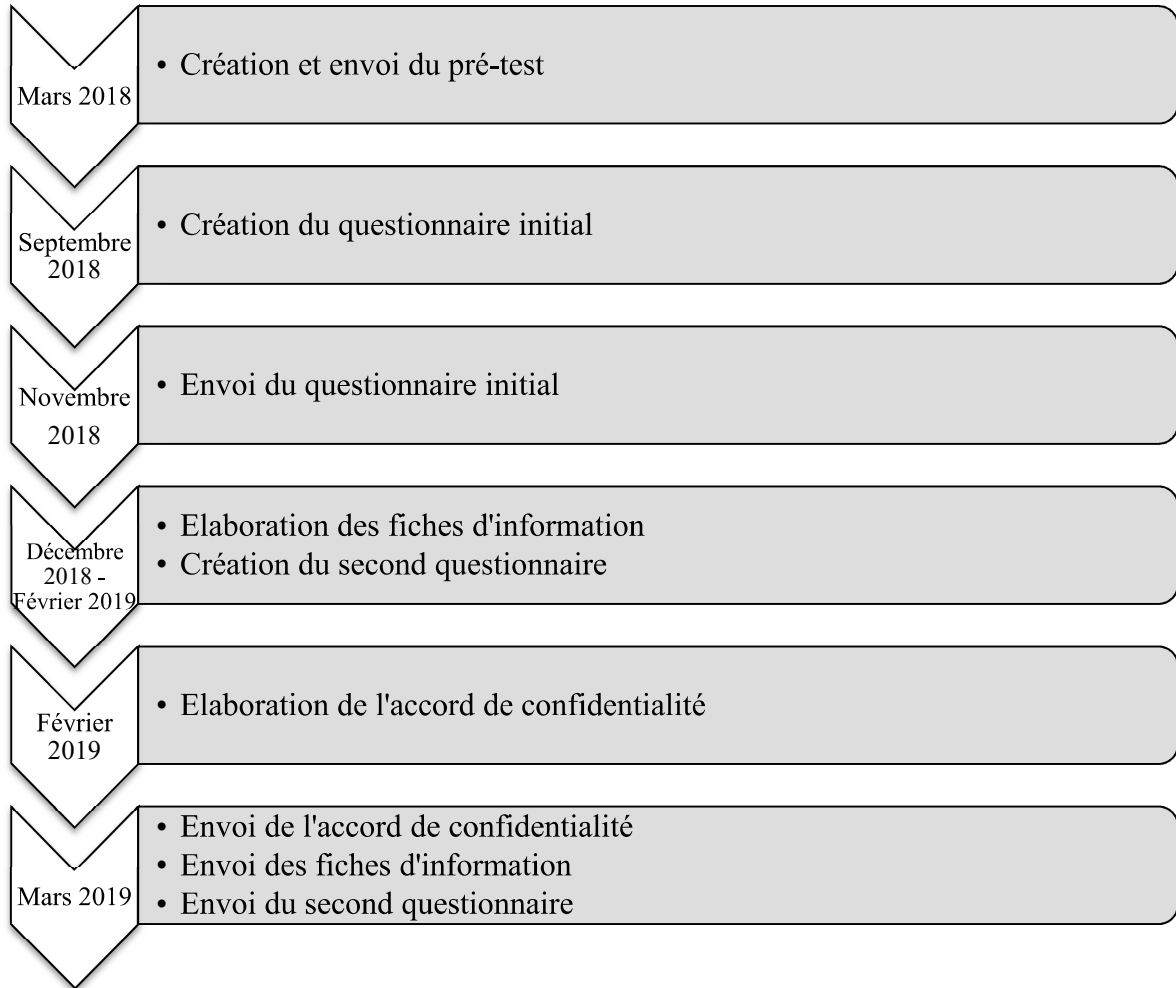 Mars 2018
• Création et envoi du pré-test
Septembre
2018
• Création du questionnaire initial
Novembre
2018
• Envoi du questionnaire initial
Décembre
2018 -
Février 2019
• Elaboration des fiches d'information
• Création du second questionnaire
Février
2019
• Elaboration de l'accord de confidentialité
Mars 2019
• Envoi de l'accord de confidentialité
• Envoi des fiches d'information
• Envoi du second questionnaire